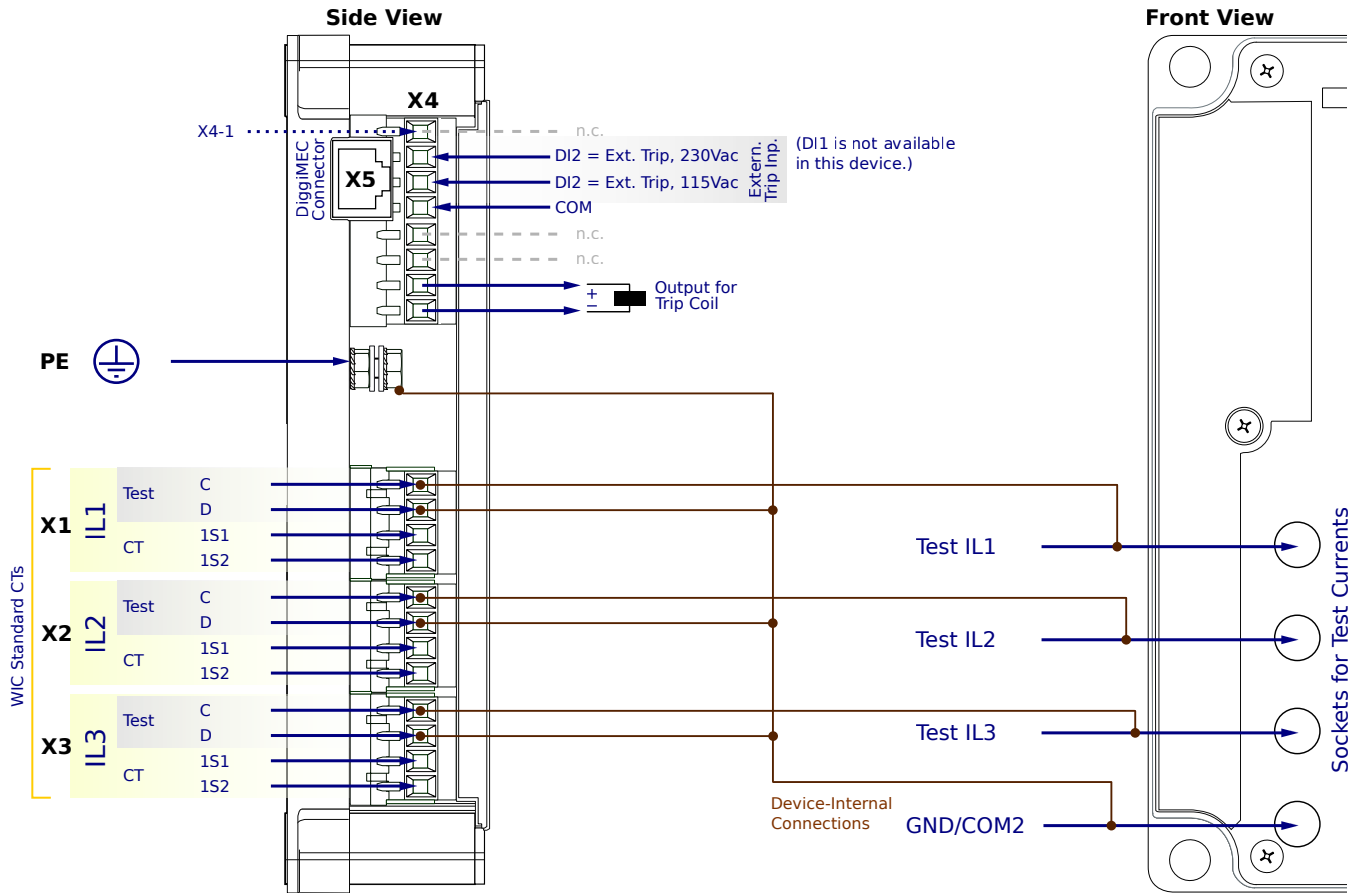 Side View
Front View
X4
X4-1
n.c.
DI2 = Ext. Trip, 230Vac
DI2 = Ext. Trip, 115Vac
Extern.
Trip Inp.
(DI1 is not available
in this device.)
DiggiMEC
Connector
X5
COM
n.c.
n.c.
+
−
Output for
Trip Coil
PE
WIC Standard CTs
X1
IL1
Test
C
D
CT
1S1
1S2
X2
IL2
Test
C
D
CT
1S1
1S2
X3
IL3
Test
C
D
CT
1S1
1S2
Test IL1
Test IL2
Test IL3
Device-Internal
Connections
GND/COM2
Sockets for Test Currents